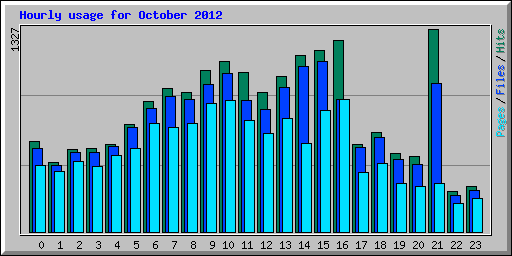 Hourly usage for October 2012
1327
Pages/Files/Hits
0 1 2 3 4 5 6 7 8 9 10 11 12 13 14 15 16 17 18 19 20 21 22 23